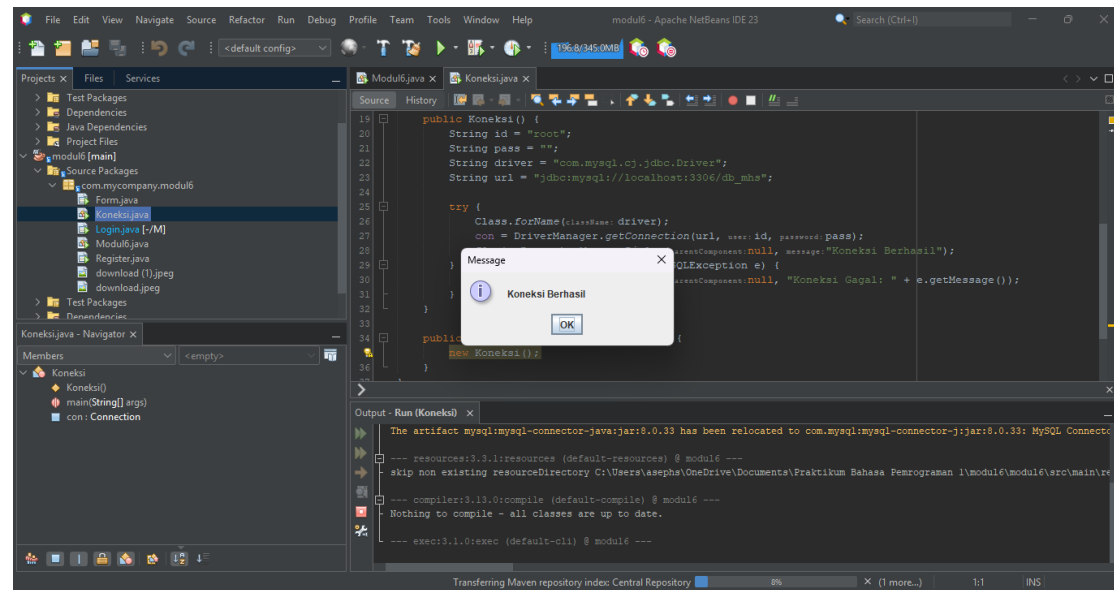 File Edit View Navigate Source Refactor Run Debug Profile Team Tools Window Help modul6 - Apache NetBeans IDE 23 Search (Ctrl+I)
<default config> 196.8/345.0MB
Projects Files Services
Test Packages
Dependencies
Java Dependencies
Project Files
modul6 [main]
Source Packages
com.mycompany.modul6
Form.java
Koneksi.java
Login.java [-/M]
Modul6.java
Register.java
download (1).jpeg
download.jpeg
Test Packages
Dependencies
Koneksi.java - Navigator
Members <empty>
Koneksi
Koneksi()
main(String[] args)
con : Connection
Modul6.java Koneksi.java
Source History
19 public Koneksi() {
20 String id = "root";
21 String pass = "";
22 String driver = "com.mysql.cj.jdbc.Driver";
23 String url = "jdbc:mysql://localhost:3306/db_mhs";
24
25 try {
26 Class.forName(className: driver);
27 con = DriverManager.getConnection(url, user: id, password: pass);
28 arentComponent: null, message: "Koneksi Berhasil");
29 } SQLException e) {
30 arentComponent: null, "Koneksi Gagal: " + e.getMessage());
31 }
32 }
33
34 public {
new Koneksi();
36 }
Message
Koneksi Berhasil
OK
Output - Run (Koneksi)
The artifact mysql:mysql-connector-java:jar:8.0.33 has been relocated to com.mysql:mysql-connector-j:jar:8.0.33: MySQL Connecto
--- resources:3.3.1:resources (default-resources) @ modul6 ---
skip non existing resourceDirectory C:\Users\asephs\OneDrive\Documents\Praktikum Bahasa Pemrograman 1\modul6\modul6\src\main\re
--- compiler:3.13.0:compile (default-compile) @ modul6 ---
Nothing to compile - all classes are up to date.
--- exec:3.1.0:exec (default-cli) @ modul6 ---
Transferring Maven repository index: Central Repository 8% (1 more...) 1:1 INS